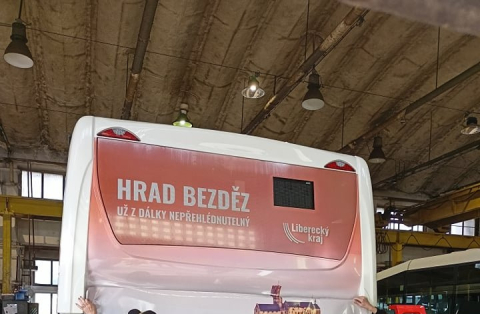 HRAD BEZDĚZ
UŽ Z DÁLKY NEPŘEHLÉDNUTELNÝ
Liberecký
kraj